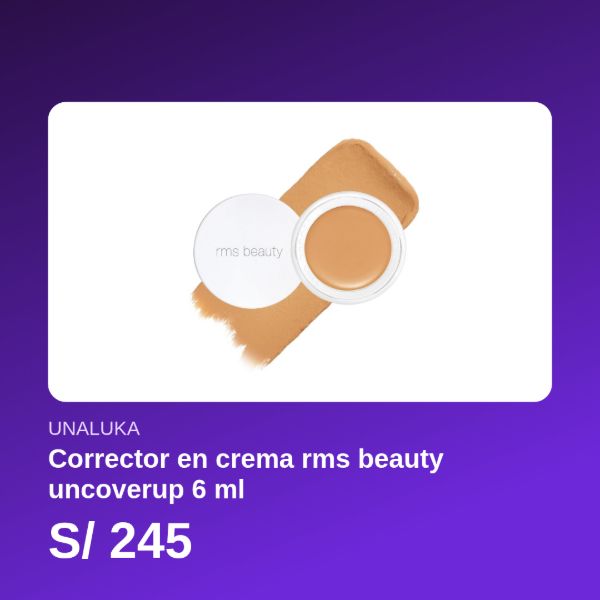 rms beauty
UNALUKA
Corrector en crema rms beauty
uncoverup 6 ml
S/ 245